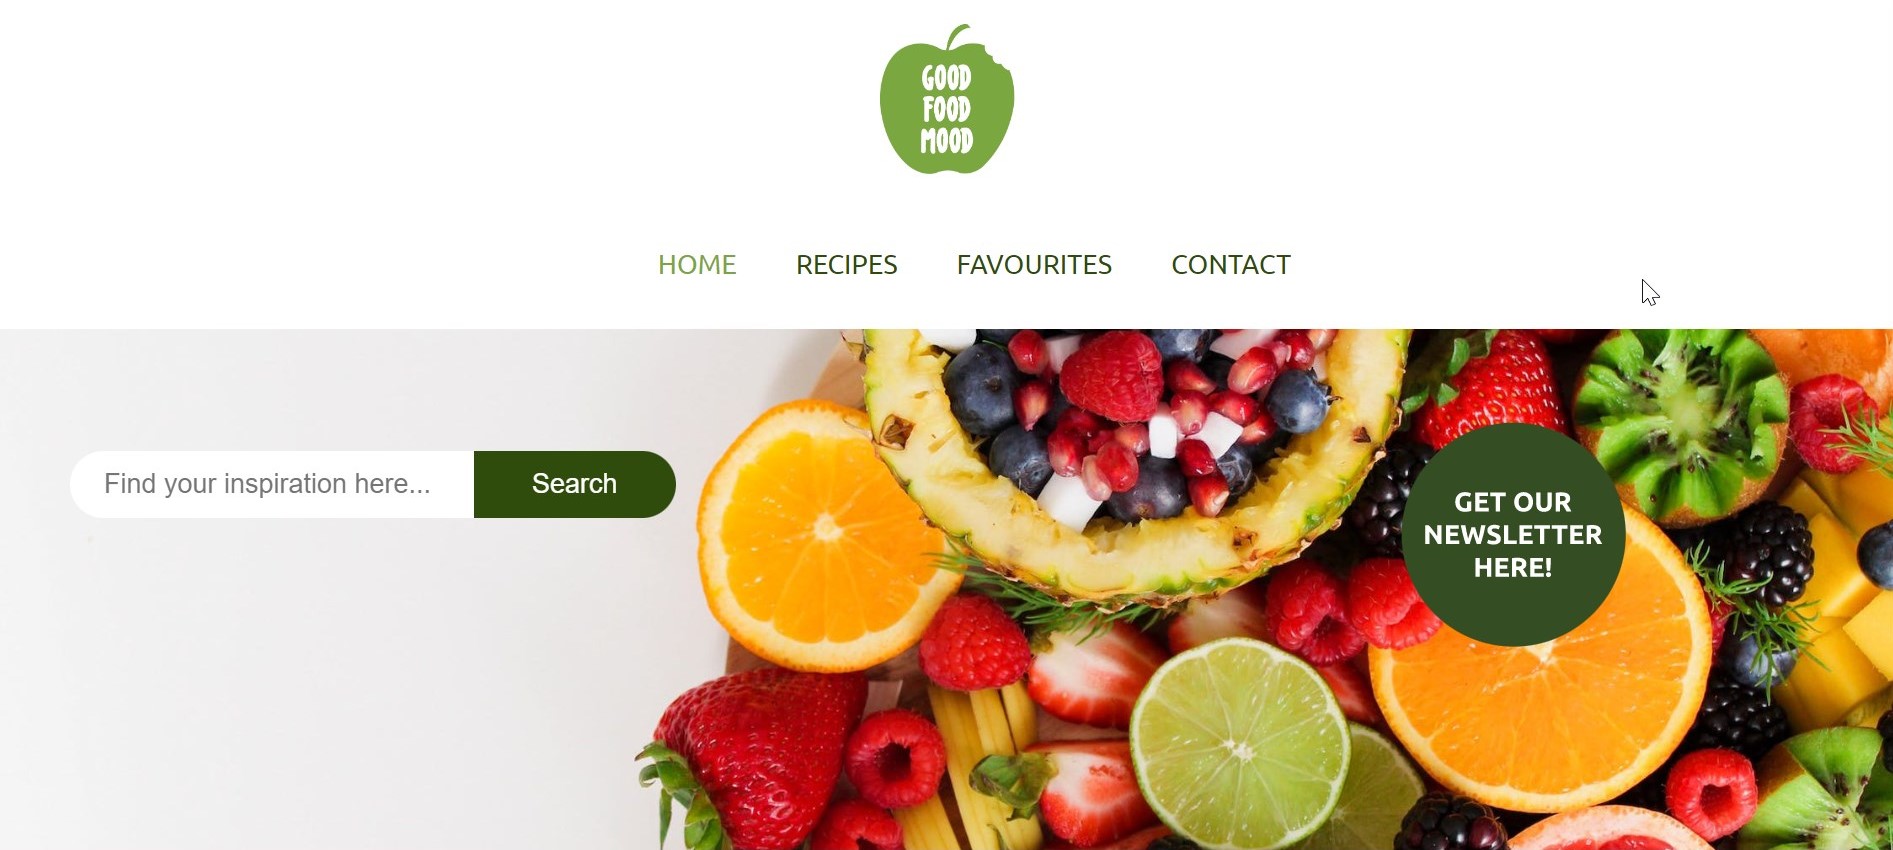 GOOD
FOOD
MOOD
HOME RECIPES FAVOURITES CONTACT
Find your inspiration here... Search
GET OUR
NEWSLETTER
HERE!